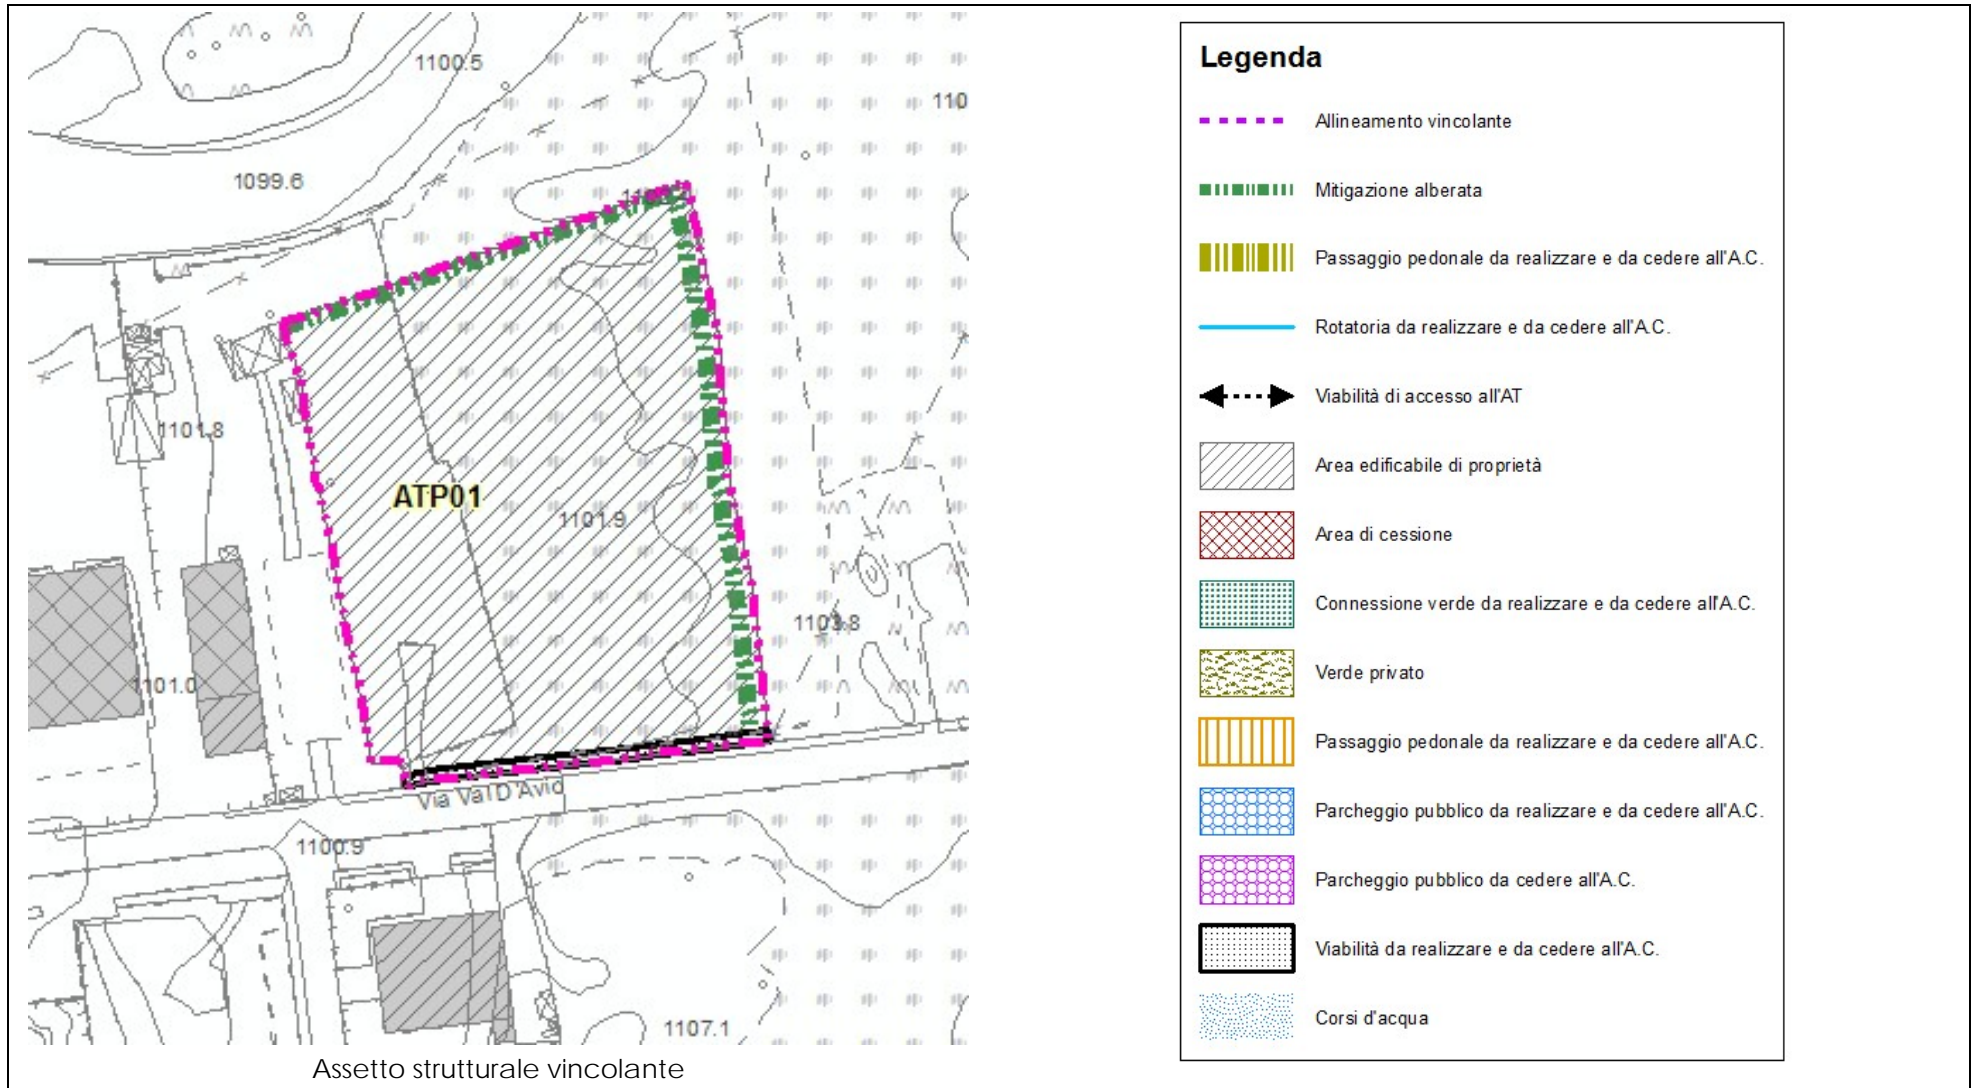 1100.5
110
1099.6
1101.8
ATP01
1101.9
1103.8
1101.0
Via Val D'Avio
1100.9
1107.1
Assetto strutturale vincolante
Legenda
Allineamento vincolante
Mitigazione alberata
Passaggio pedonale da realizzare e da cedere all'A.C.
Rotatoria da realizzare e da cedere all'A.C.
Viabilità di accesso all'AT
Area edificabile di proprietà
Area di cessione
Connessione verde da realizzare e da cedere all'A.C.
Verde privato
Passaggio pedonale da realizzare e da cedere all'A.C.
Parcheggio pubblico da realizzare e da cedere all'A.C.
Parcheggio pubblico da cedere all'A.C.
Viabilità da realizzare e da cedere all'A.C.
Corsi d'acqua